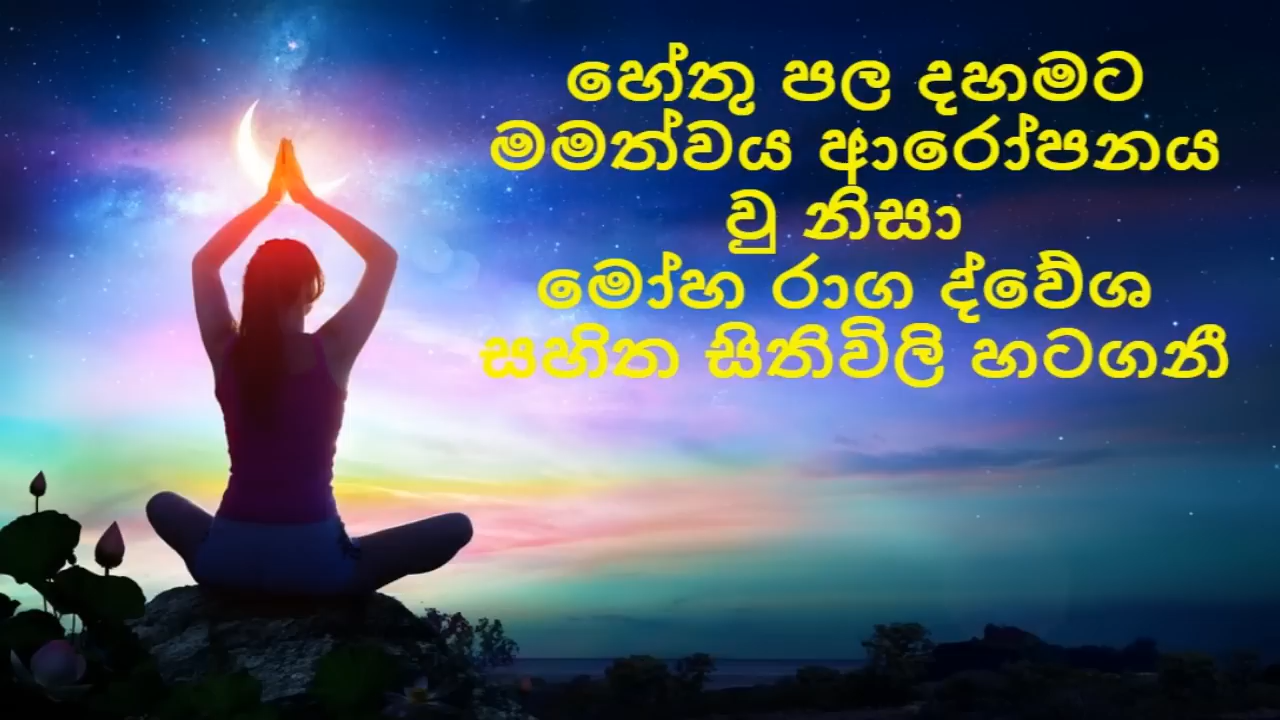 හේතු පල දහමට
මමත්වය ආරෝපනය
වු නිසා
මෝහ රාග ද්වේශ
සහිත සිතිවිලි හටගනී